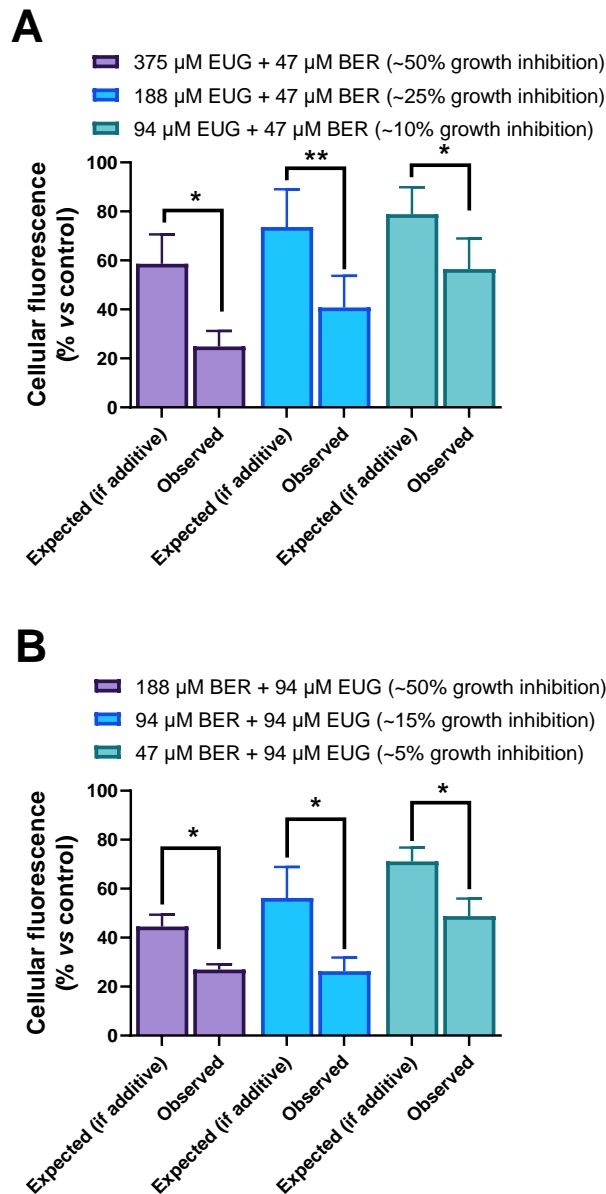 A
375 µM EUG + 47 µM BER (~50% growth inhibition)
188 µM EUG + 47 µM BER (~25% growth inhibition)
94 µM EUG + 47 µM BER (~10% growth inhibition)
Cellular fluorescence
(% vs control)
100
80
60
40
20
0
*
**
*
Expected (if additive)
Observed
Expected (if additive)
Observed
Expected (if additive)
Observed
B
188 µM BER + 94 µM EUG (~50% growth inhibition)
94 µM BER + 94 µM EUG (~15% growth inhibition)
47 µM BER + 94 µM EUG (~5% growth inhibition)
Cellular fluorescence
(% vs control)
100
80
60
40
20
0
*
*
*
Expected (if additive)
Observed
Expected (if additive)
Observed
Expected (if additive)
Observed